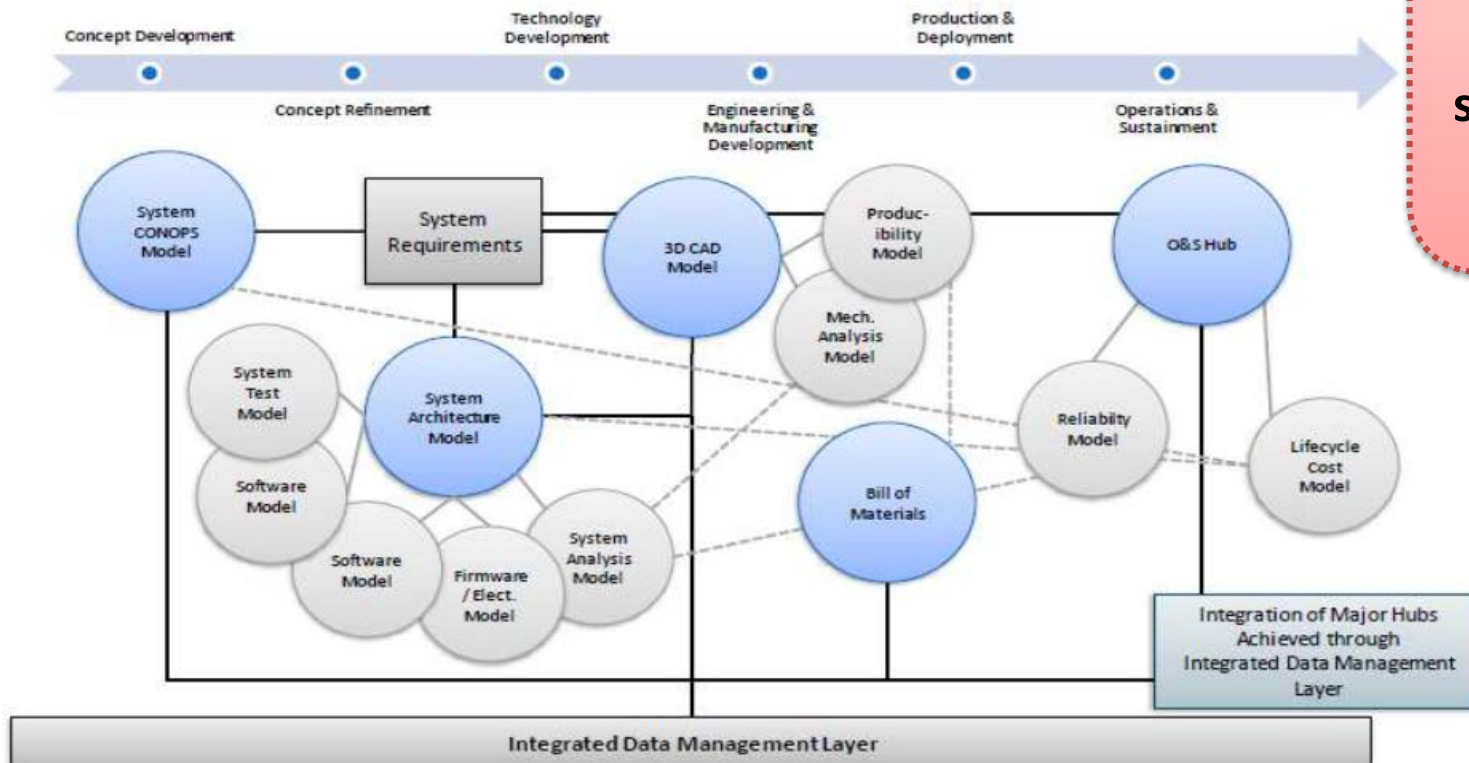 Concept Development
Technology
Development
Production &
Deployment
Concept Refinement
Engineering &
Manufacturing
Development
Operations &
Sustainment
System
CONOPS
Model
System
Requirements
3D CAD
Model
Produc-
ibility
Model
O&S Hub
Mech.
Analysis
Model
System
Test
Model
System
Architecture
Model
Reliabilty
Model
Lifecycle
Cost
Model
Software
Model
Bill of
Materials
Software
Model
Firmware
/ Elect.
Model
System
Analysis
Model
Integration of Major Hubs
Achieved through
Integrated Data Management
Layer
Integrated Data Management Layer